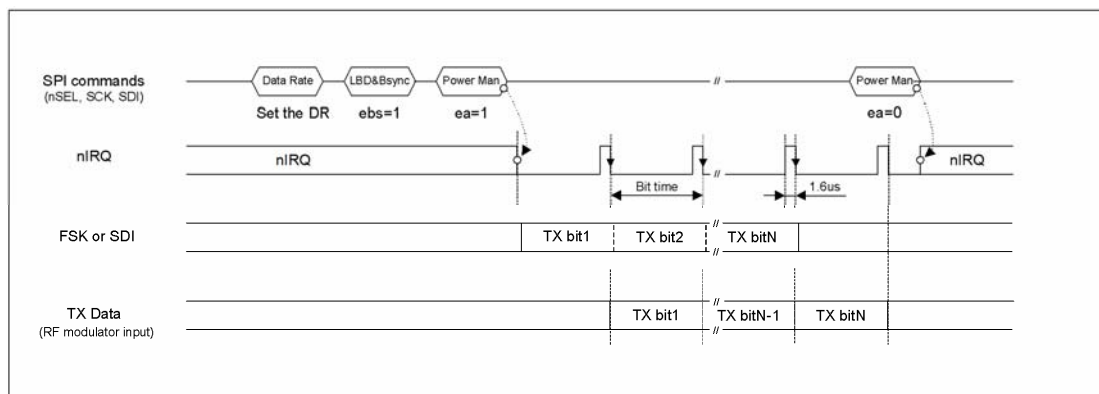 SPI commands
(nSEL, SCK, SDI)
Data Rate
LBD&Bsync
Power Man
//
Power Man
Set the DR
ebs=1
ea=1
ea=0
nIRQ
nIRQ
nIRQ
Bit time
//
1.6us
FSK or SDI
TX bit1
TX bit2
//
//
TX bitN
TX Data
(RF modulator input)
TX bit1
//
//
TX bitN-1
TX bitN